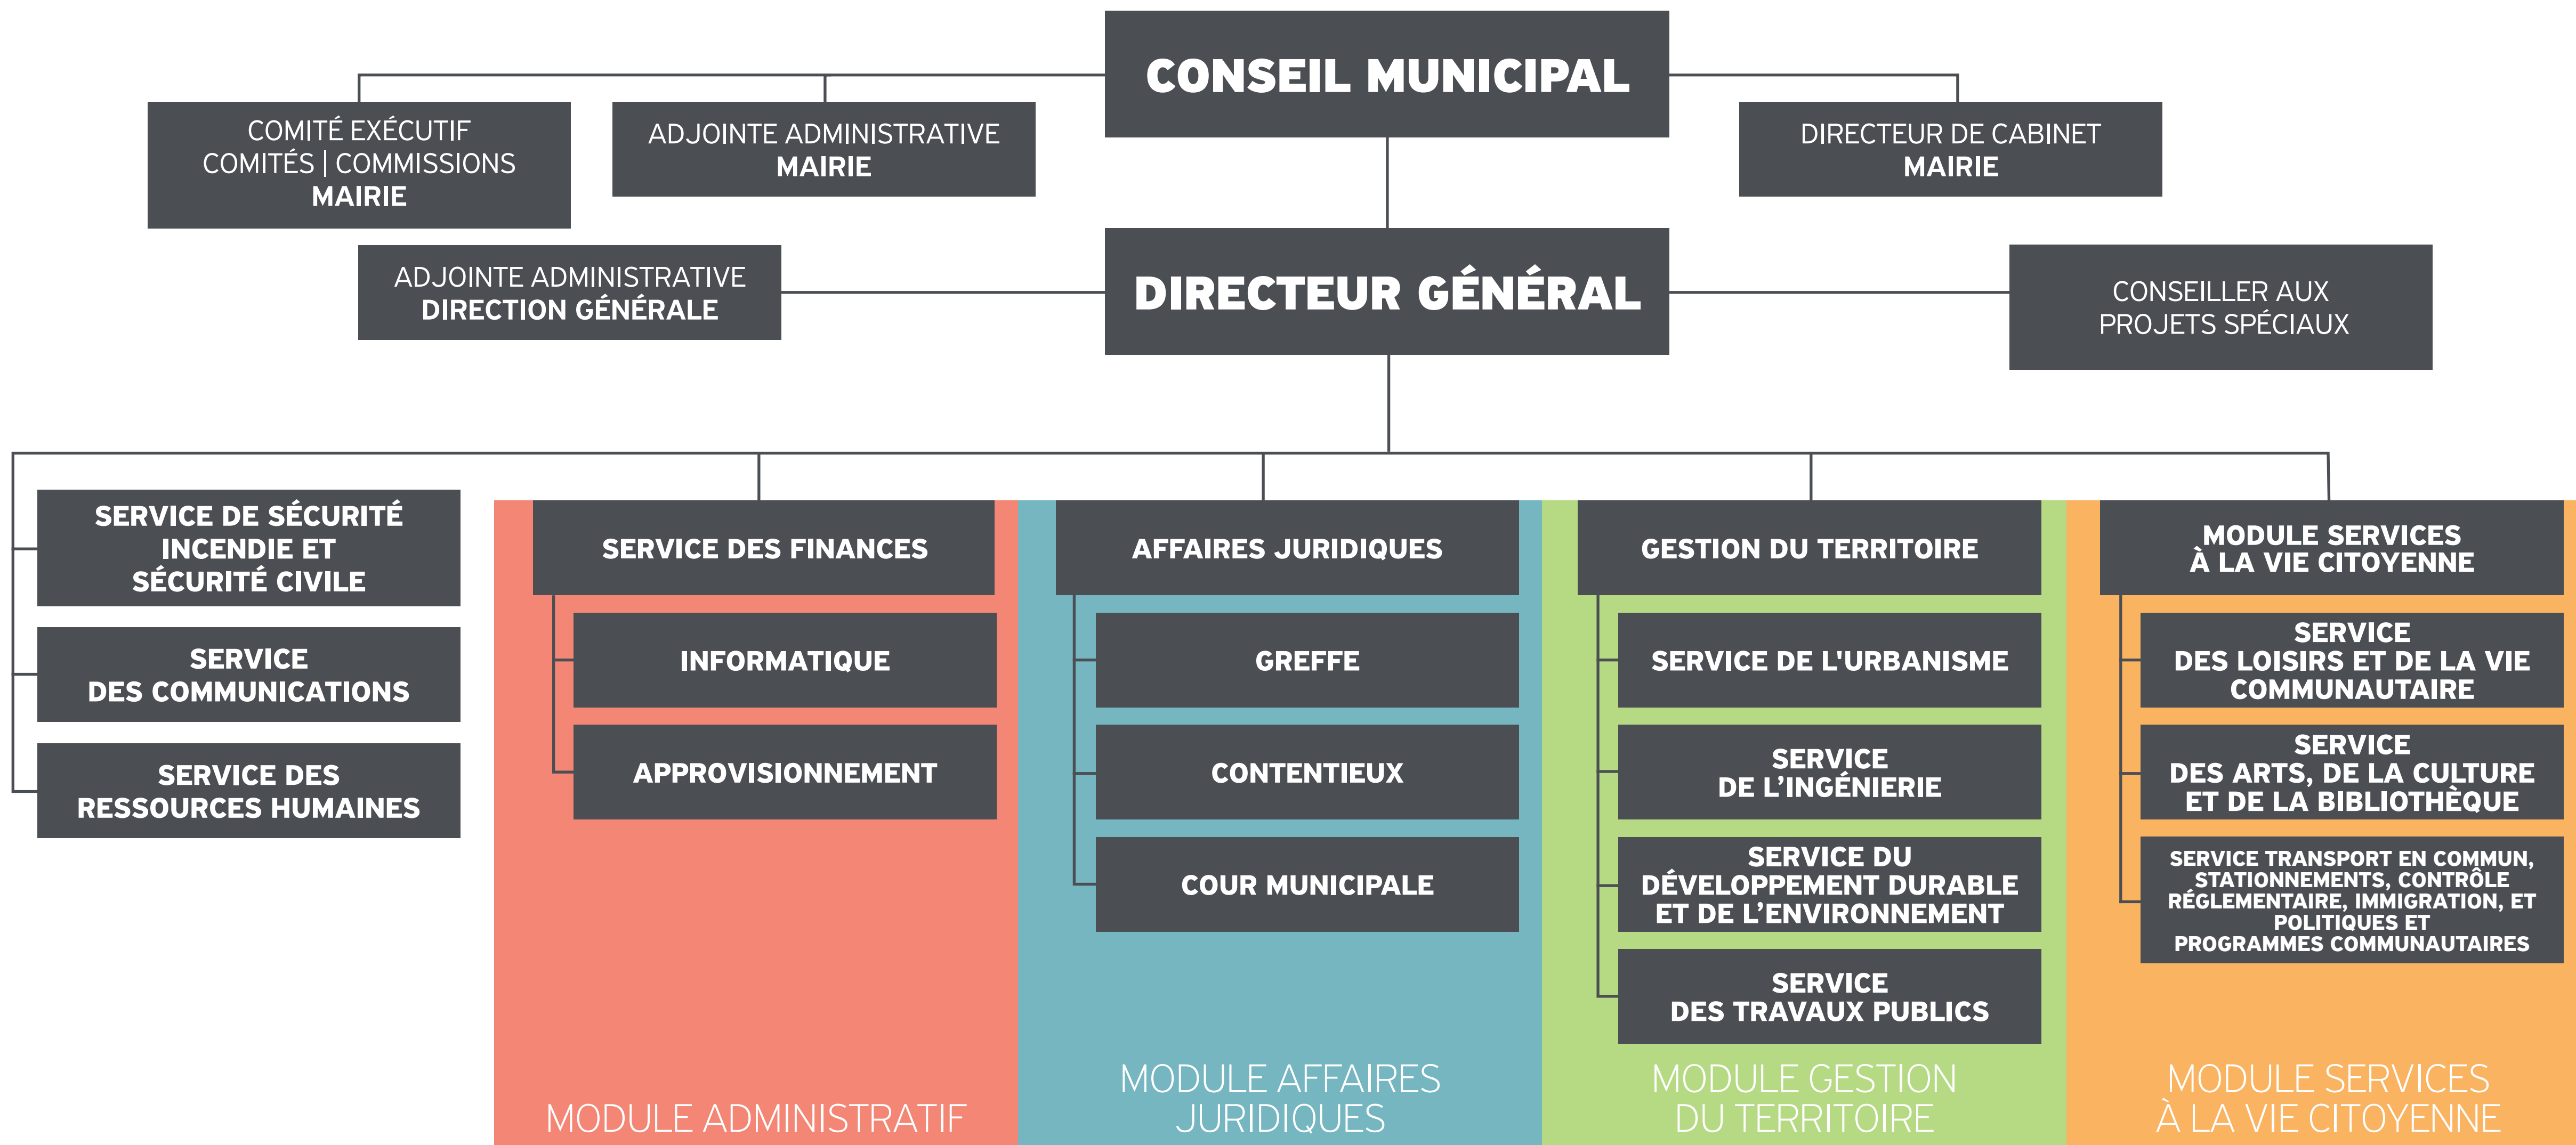 CONSEIL MUNICIPAL
COMITÉ EXÉCUTIF
COMITÉS | COMMISSIONS
MAIRIE
ADJOINTE ADMINISTRATIVE
MAIRIE
DIRECTEUR DE CABINET
MAIRIE
ADJOINTE ADMINISTRATIVE
DIRECTION GÉNÉRALE
DIRECTEUR GÉNÉRAL
CONSEILLER AUX
PROJETS SPÉCIAUX
SERVICE DE SÉCURITÉ
INCENDIE ET
SÉCURITÉ CIVILE
SERVICE
DES COMMUNICATIONS
SERVICE DES
RESSOURCES HUMAINES
SERVICE DES FINANCES
INFORMATIQUE
APPROVISIONNEMENT
MODULE ADMINISTRATIF
AFFAIRES JURIDIQUES
GREFFE
CONTENTIEUX
COUR MUNICIPALE
MODULE AFFAIRES
JURIDIQUES
GESTION DU TERRITOIRE
SERVICE DE L'URBANISME
SERVICE
DE L’INGÉNIERIE
SERVICE DU
DÉVELOPPEMENT DURABLE
ET DE L’ENVIRONNEMENT
SERVICE
DES TRAVAUX PUBLICS
MODULE GESTION
DU TERRITOIRE
MODULE SERVICES
À LA VIE CITOYENNE
SERVICE
DES LOISIRS ET DE LA VIE
COMMUNAUTAIRE
SERVICE
DES ARTS, DE LA CULTURE
ET DE LA BIBLIOTHÈQUE
SERVICE TRANSPORT EN COMMUN,
STATIONNEMENTS, CONTRÔLE
RÉGLEMENTAIRE, IMMIGRATION, ET
POLITIQUES ET
PROGRAMMES COMMUNAUTAIRES
MODULE SERVICES
À LA VIE CITOYENNE